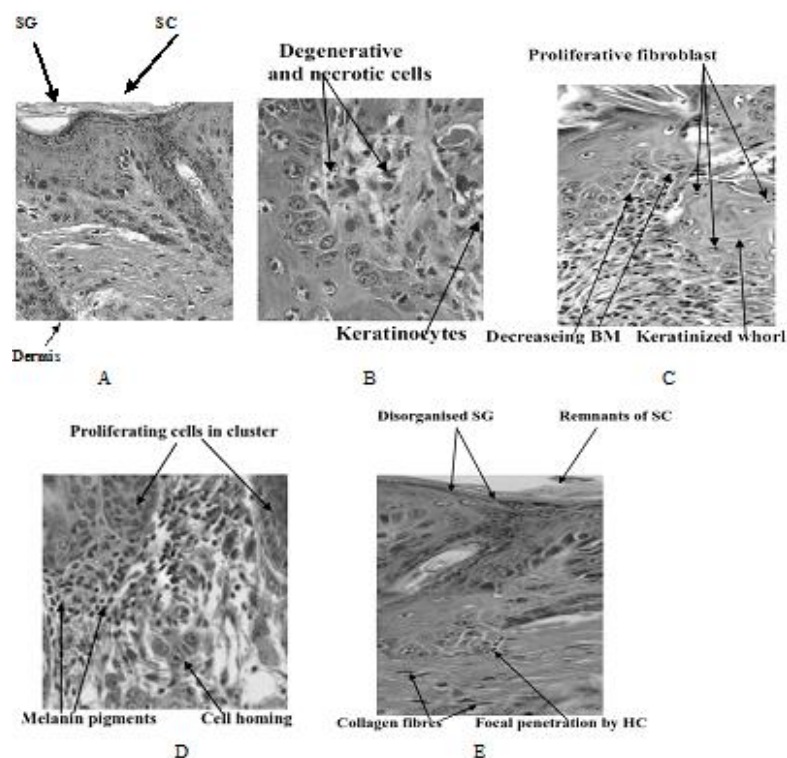 SG
SC
Degenerative
and necrotic cells
Proliferative fibroblast
Keratinocytes
Decreaseing BM
Keratinized whorl
Dermis
A
B
C
Proliferating cells in cluster
Disorganised SG
Remnants of SC
Melanin pigments
Cell homing
Collagen fibres
Focal penetration by HC
D
E